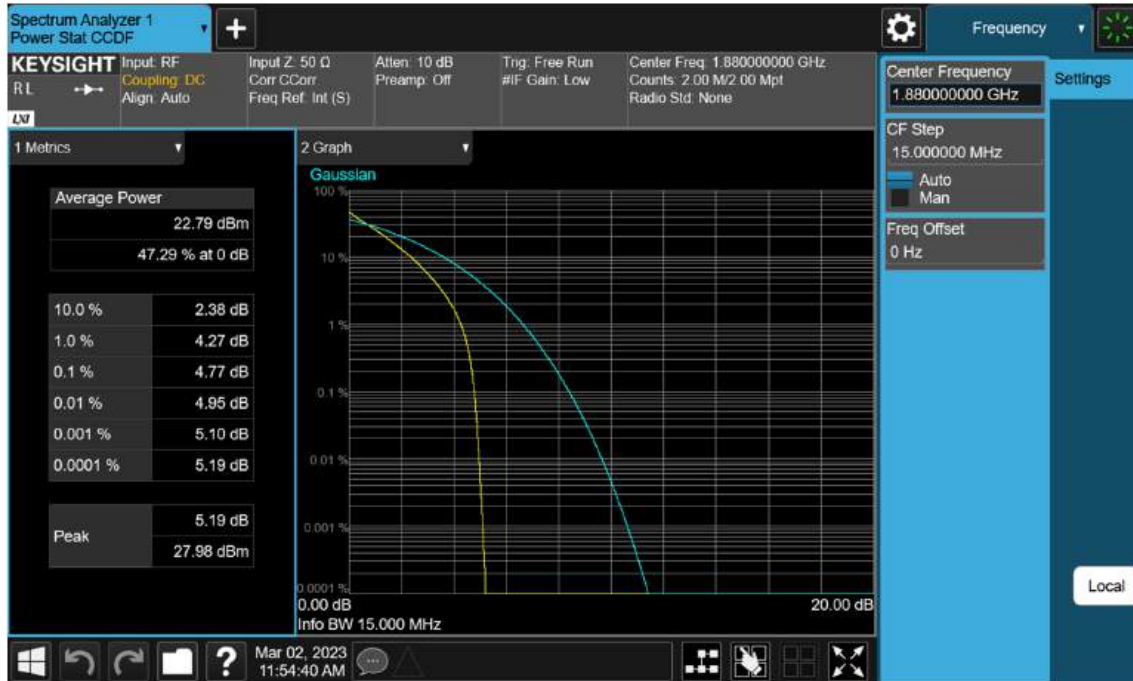 Spectrum Analyzer 1
Power Stat CCDF
+
Frequency
KEYSIGHT
RL
LXI
Input: RF
Coupling: DC
Align: Auto
Input Z: 50 Ω
Corr CCorr
Freq Ref: Int (S)
Atten: 10 dB
Preamp: Off
Trig: Free Run
#IF Gain: Low
Center Freq: 1.880000000 GHz
Counts: 2.00 M/2.00 Mpt
Radio Std: None
Center Frequency
1.880000000 GHz
Settings
CF Step
15.000000 MHz
Auto
Man
Freq Offset
0 Hz
1 Metrics
Average Power
22.79 dBm
47.29 % at 0 dB
10.0 % 2.38 dB
1.0 % 4.27 dB
0.1 % 4.77 dB
0.01 % 4.95 dB
0.001 % 5.10 dB
0.0001 % 5.19 dB
Peak
5.19 dB
27.98 dBm
2 Graph
Gaussian
100 %
10 %
1 %
0.1 %
0.01 %
0.001 %
0.0001 %
0.00 dB 20.00 dB
Info BW 15.000 MHz
Local
?
Mar 02, 2023
11:54:40 AM